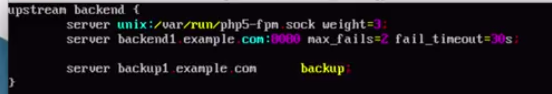 upstream backend {
server unix:/var/run/php5-fpm.sock weight=3;
server backend1.example.com:8080 max_fails=2 fail_timeout=30s;
server backup1.example.com backup;
}